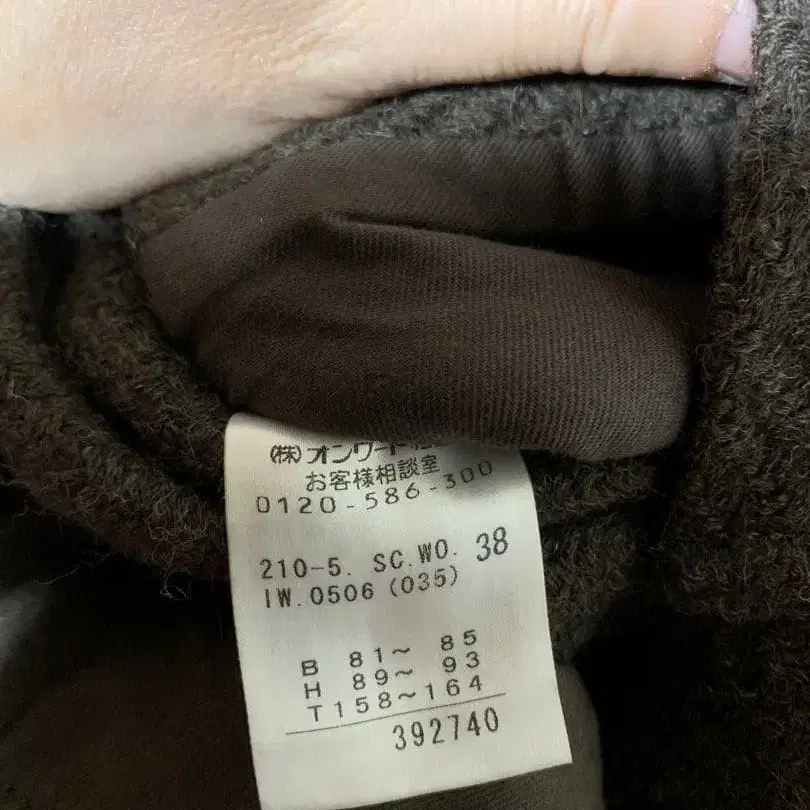 (株)オンワード
お客様相談室
0120-586-300
210-5. SC.WO. 38
IW.0506 (035)
B 81~ 85
H 89~ 93
T158~164
392740